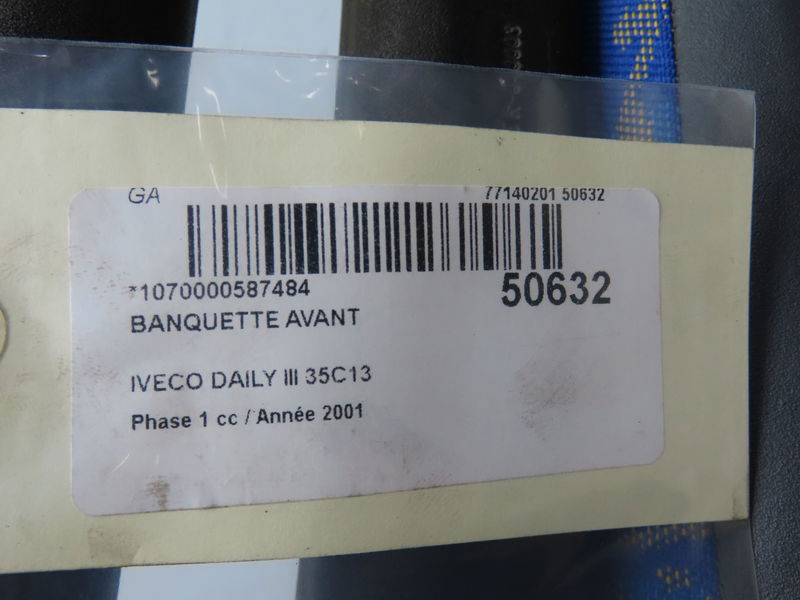 GA 77140201 50632
*1070000587484 50632
BANQUETTE AVANT
IVECO DAILY III 35C13
Phase 1 cc / Année 2001